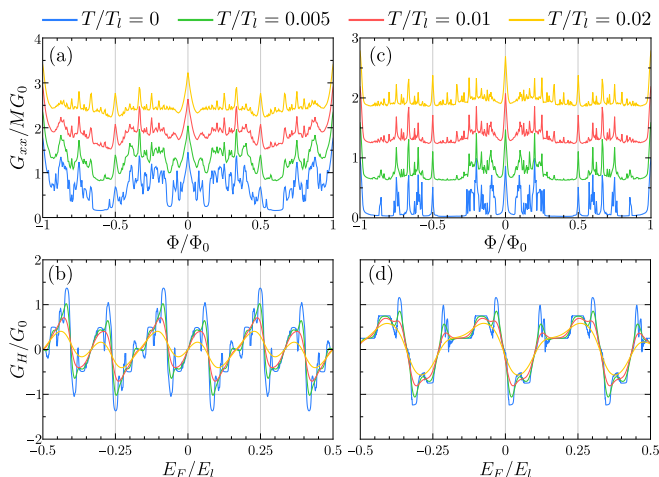 T/T_l = 0 T/T_l = 0.005 T/T_l = 0.01 T/T_l = 0.02
(a) (c)
G_xx/MG_0
4
3
2
1
0
3
2
1
0
−1 −0.5 0 0.5 1 −1 −0.5 0 0.5 1
Φ/Φ_0 Φ/Φ_0
(b) (d)
G_H/G_0
2
1
0
−1
−2
−0.5 −0.25 0 0.25 0.5 −0.5 −0.25 0 0.25 0.5
E_F/E_l E_F/E_l